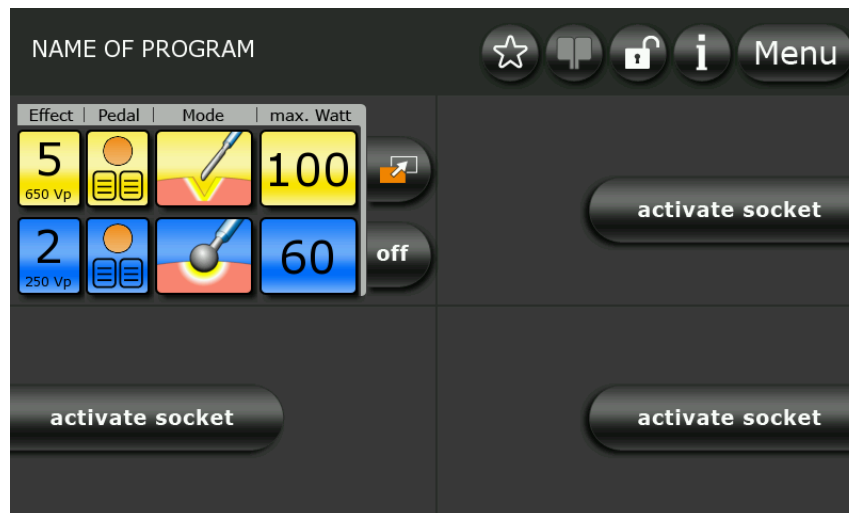 NAME OF PROGRAM
i Menu
Effect | Pedal | Mode | max. Watt
5 100
650 Vp
activate socket
2 60 off
250 Vp
activate socket
activate socket